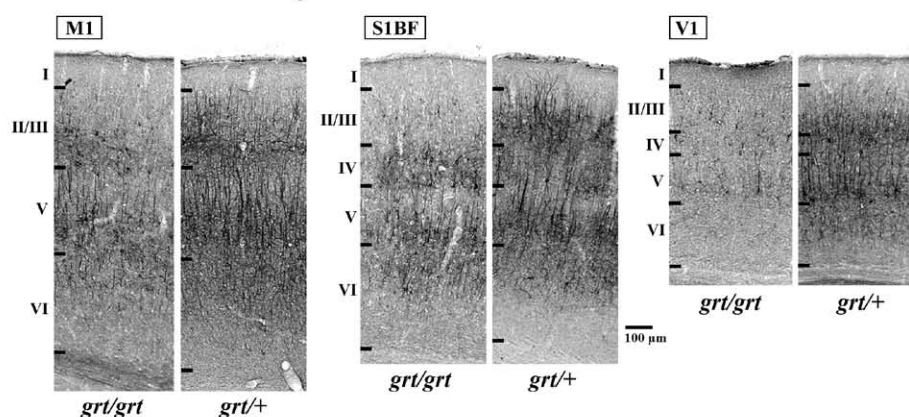 M1
I
II/III
V
VI
grt/grt
grt/+
S1BF
I
II/III
IV
V
VI
grt/grt
grt/+
100 µm
V1
I
II/III
IV
V
VI
grt/grt
grt/+